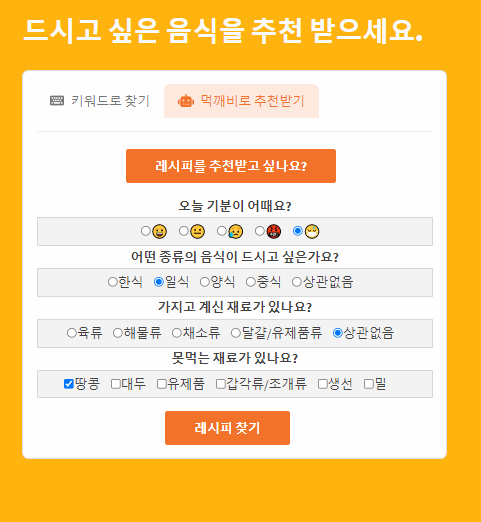 드시고 싶은 음식을 추천 받으세요.
키워드로 찾기 먹깨비로 추천받기
레시피를 추천받고 싶나요?
오늘 기분이 어때요?
어떤 종류의 음식이 드시고 싶은가요?
한식 일식 양식 중식 상관없음
가지고 계신 재료가 있나요?
육류 해물류 채소류 달걀/유제품류 상관없음
못먹는 재료가 있나요?
땅콩 대두 유제품 갑각류/조개류 생선 밀
레시피 찾기